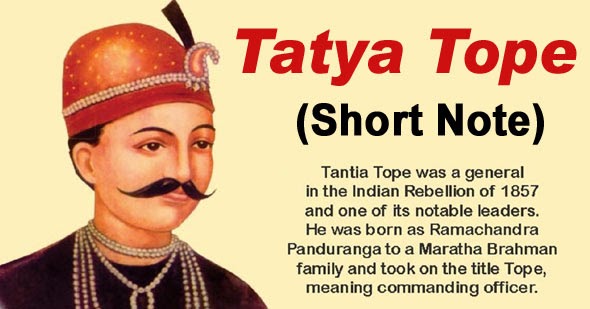 Tatya Tope
(Short Note)
Tantia Tope was a general
in the Indian Rebellion of 1857
and one of its notable leaders.
He was born as Ramachandra
Panduranga to a Maratha Brahman
family and took on the title Tope,
meaning commanding officer.